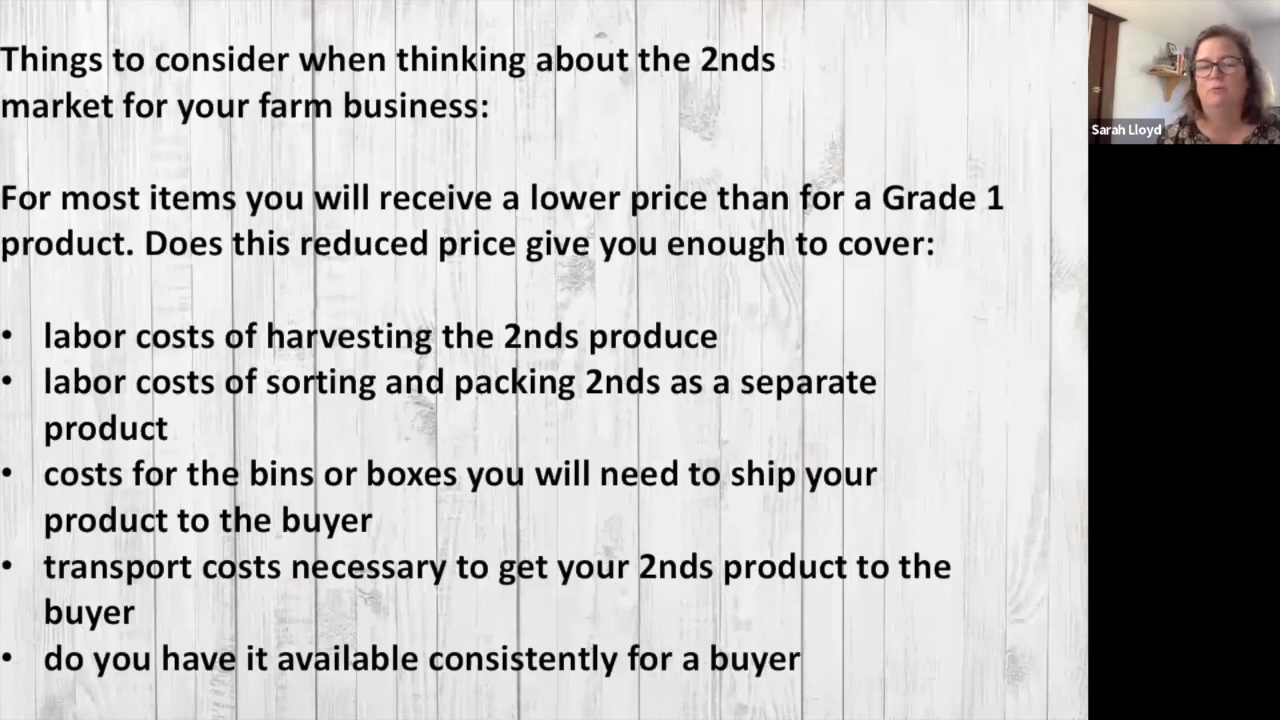 Things to consider when thinking about the 2nds
market for your farm business:
For most items you will receive a lower price than for a Grade 1
product. Does this reduced price give you enough to cover:
• labor costs of harvesting the 2nds produce
• labor costs of sorting and packing 2nds as a separate
product
• costs for the bins or boxes you will need to ship your
product to the buyer
• transport costs necessary to get your 2nds product to the
buyer
• do you have it available consistently for a buyer
Sarah Lloyd